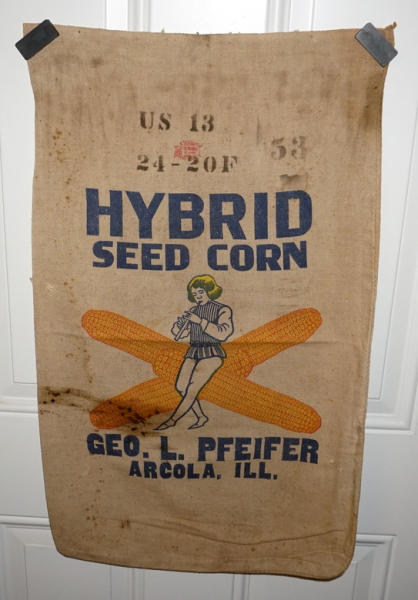 US 13
53
24-20F
HYBRID
SEED CORN
GEO. L. PFEIFER
ARCOLA, ILL.